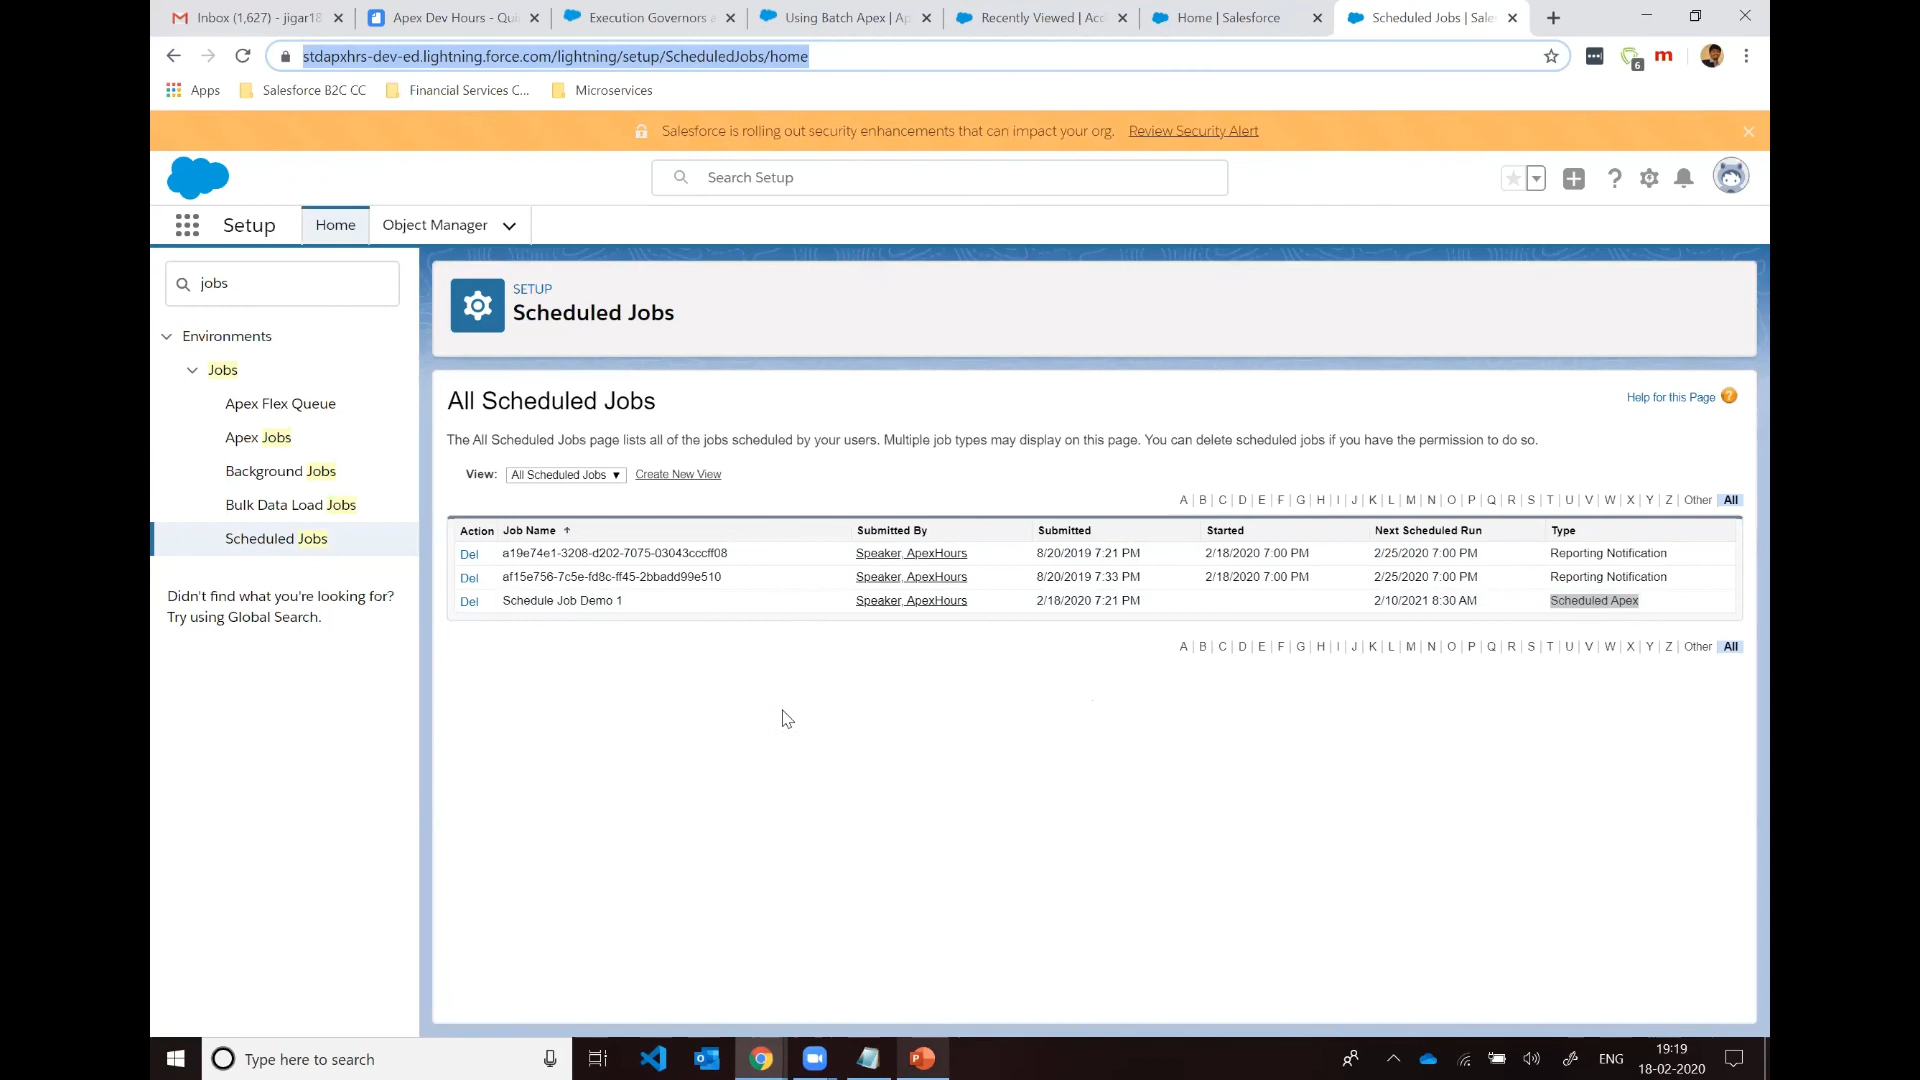 Inbox (1,627) - jigar18
Apex Dev Hours - Qui
Execution Governors a
Using Batch Apex | Ap
Recently Viewed | Acc
Home | Salesforce
Scheduled Jobs | Sale
stdapxhrs-dev-ed.lightning.force.com/lightning/setup/ScheduledJobs/home
6
m
Apps
Salesforce B2C CC
Financial Services C...
Microservices
Salesforce is rolling out security enhancements that can impact your org. Review Security Alert
Search Setup
Setup
Home
Object Manager
jobs
Environments
Jobs
Apex Flex Queue
Apex Jobs
Background Jobs
Bulk Data Load Jobs
Scheduled Jobs
Didn't find what you're looking for?
Try using Global Search.
SETUP
Scheduled Jobs
All Scheduled Jobs
Help for this Page ?
The All Scheduled Jobs page lists all of the jobs scheduled by your users. Multiple job types may display on this page. You can delete scheduled jobs if you have the permission to do so.
View: All Scheduled Jobs Create New View
A | B | C | D | E | F | G | H | I | J | K | L | M | N | O | P | Q | R | S | T | U | V | W | X | Y | Z | Other All
Action Job Name Submitted By Submitted Started Next Scheduled Run Type
Del a19e74e1-3208-d202-7075-03043cccff08 Speaker, ApexHours 8/20/2019 7:21 PM 2/18/2020 7:00 PM 2/25/2020 7:00 PM Reporting Notification
Del af15e756-7c5e-fd8c-ff45-2bbadd99e510 Speaker, ApexHours 8/20/2019 7:33 PM 2/18/2020 7:00 PM 2/25/2020 7:00 PM Reporting Notification
Del Schedule Job Demo 1 Speaker, ApexHours 2/18/2020 7:21 PM 2/10/2021 8:30 AM Scheduled Apex
A | B | C | D | E | F | G | H | I | J | K | L | M | N | O | P | Q | R | S | T | U | V | W | X | Y | Z | Other All
Type here to search
ENG
19:19
18-02-2020